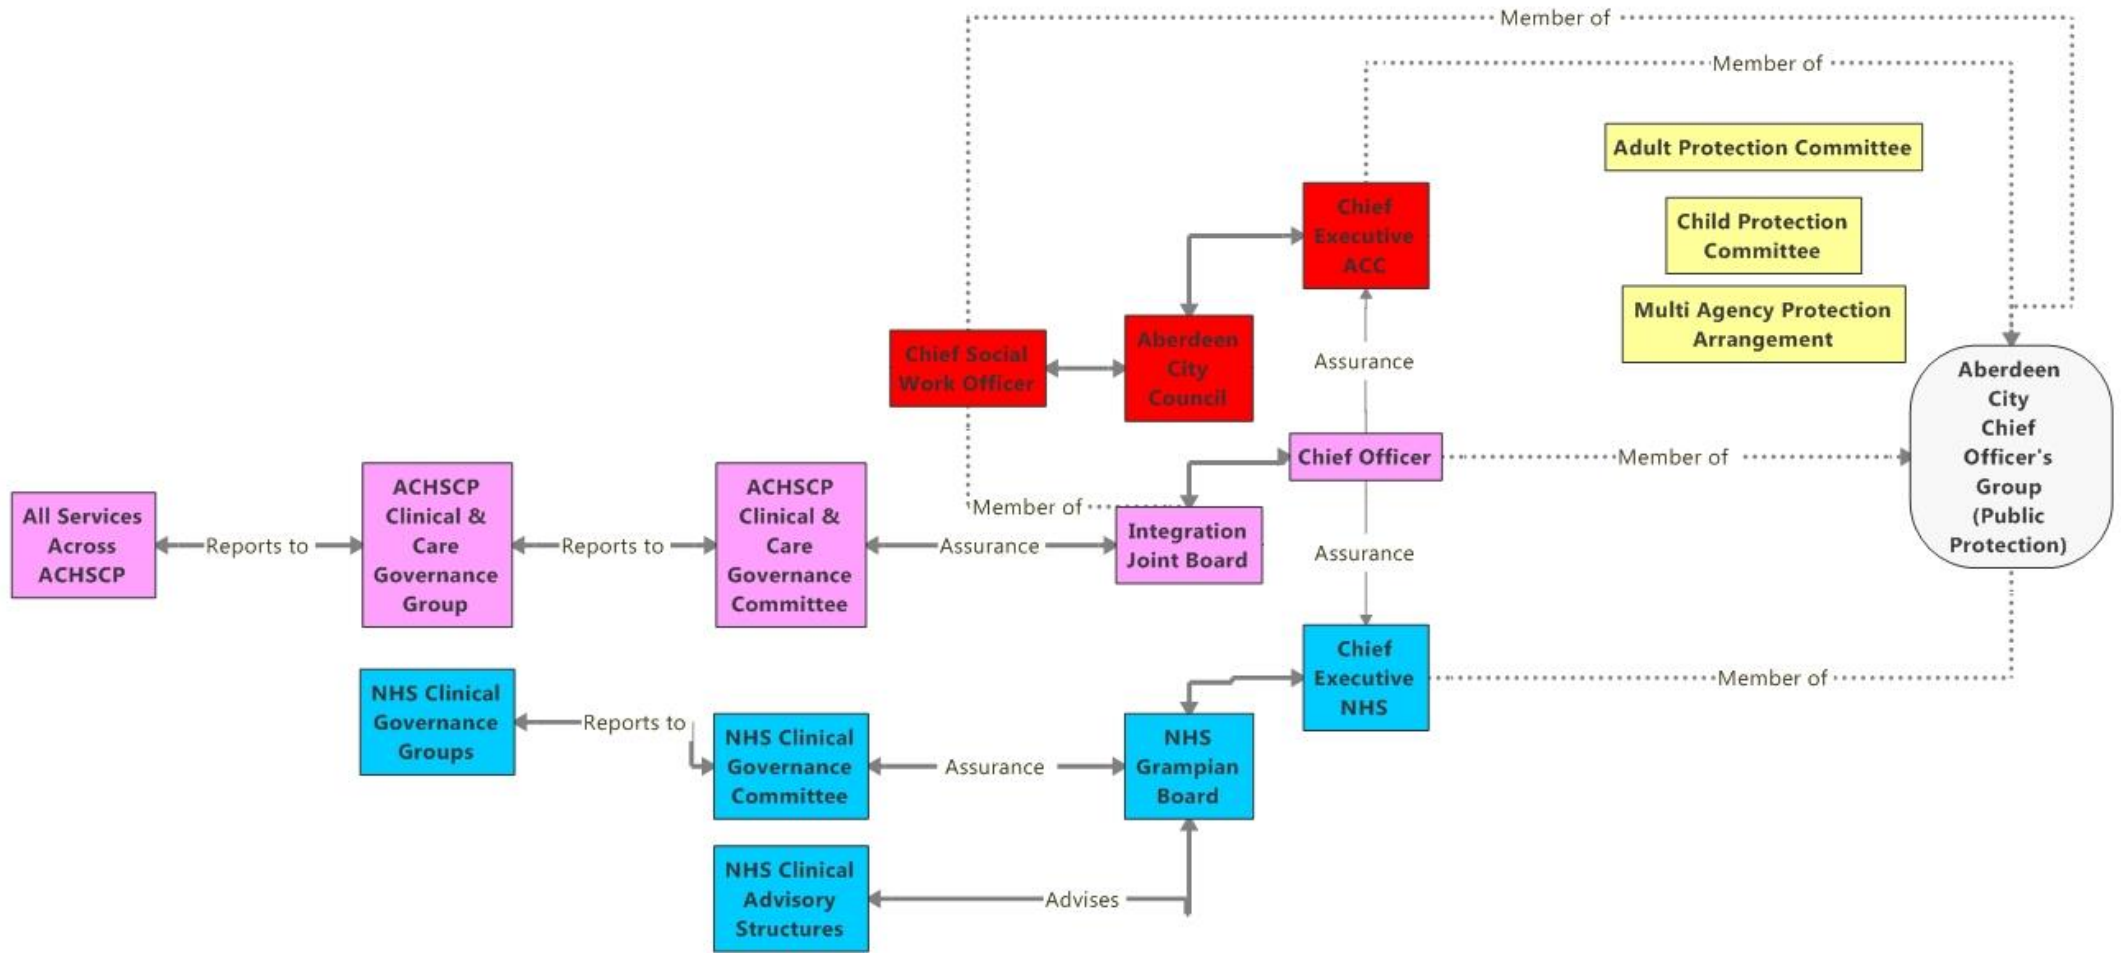 Member of
Member of
Adult Protection Committee
Chief
Executive
ACC
Child Protection
Committee
Multi Agency Protection
Arrangement
Chief Social
Work Officer
Aberdeen
City
Council
Assurance
Aberdeen
City
Chief
Officer's
Group
(Public
Protection)
Chief Officer
Member of
All Services
Across
ACHSCP
Reports to
ACHSCP
Clinical &
Care
Governance
Group
Reports to
ACHSCP
Clinical &
Care
Governance
Committee
Assurance
Member of
Integration
Joint Board
Assurance
Chief
Executive
NHS
Member of
NHS Clinical
Governance
Groups
Reports to
NHS Clinical
Governance
Committee
Assurance
NHS
Grampian
Board
NHS Clinical
Advisory
Structures
Advises